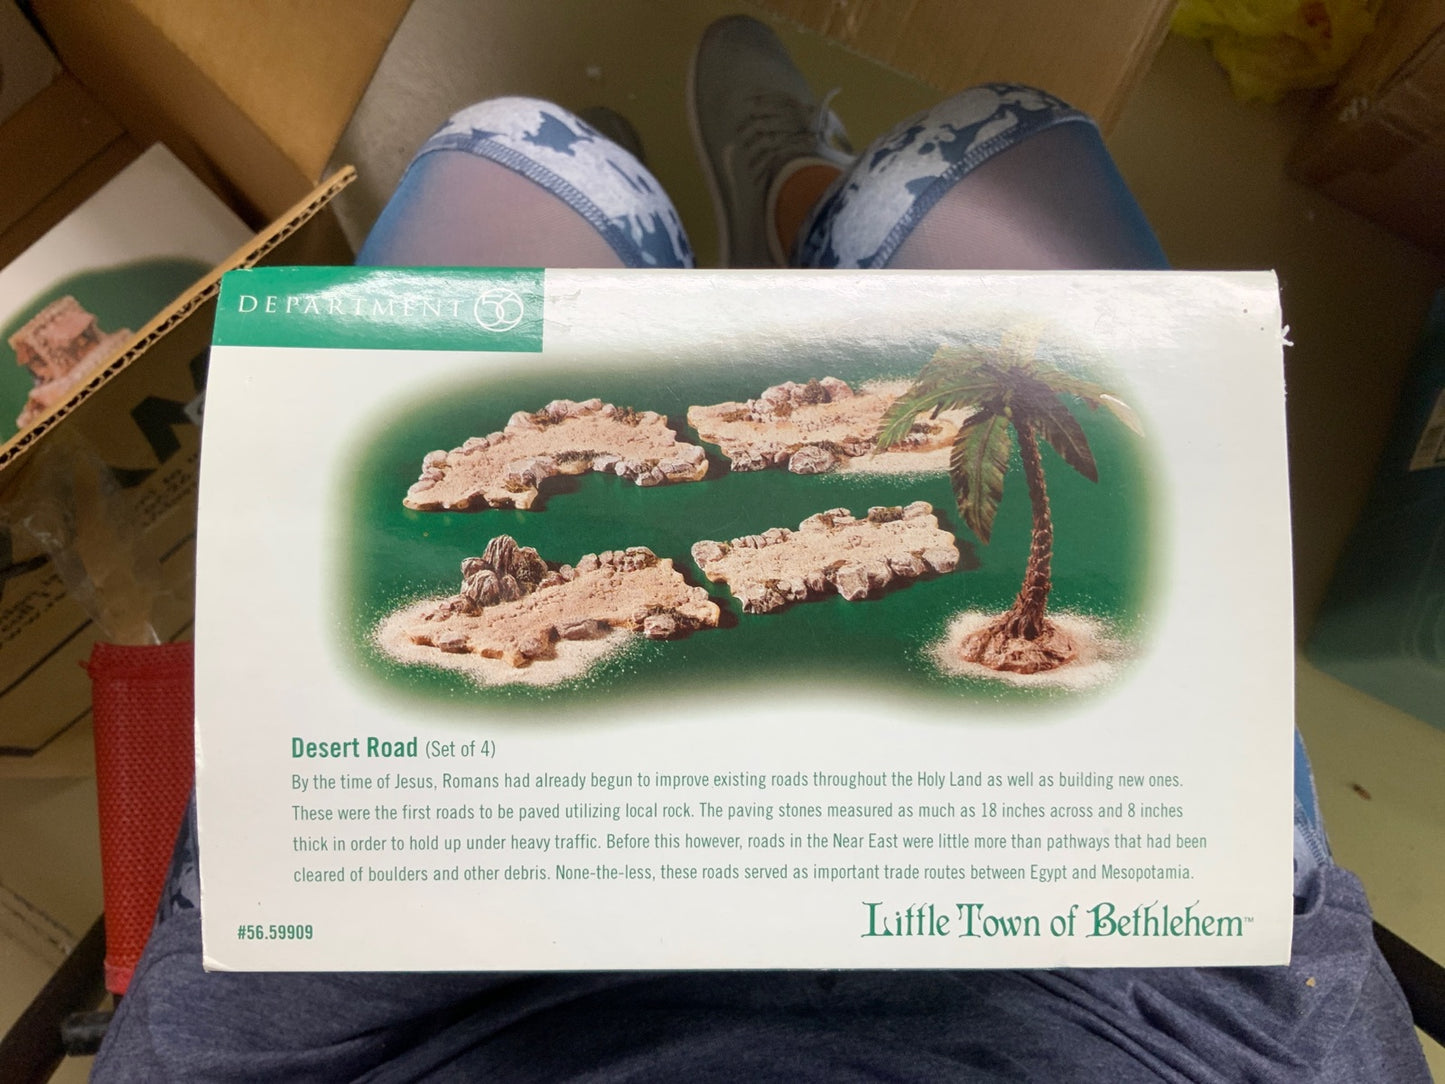 DEPARTMENT 56
Desert Road (Set of 4)
By the time of Jesus, Romans had already begun to improve existing roads throughout the Holy Land as well as building new ones.
These were the first roads to be paved utilizing local rock. The paving stones measured as much as 18 inches across and 8 inches
thick in order to hold up under heavy traffic. Before this however, roads in the Near East were little more than pathways that had been
cleared of boulders and other debris. None-the-less, these roads served as important trade routes between Egypt and Mesopotamia.
#56.59909
Little Town of Bethlehem™